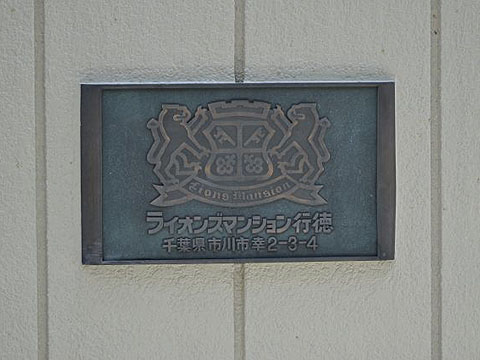 Lions Mansion
ライオンズマンション行徳
千葉県市川市幸2-3-4